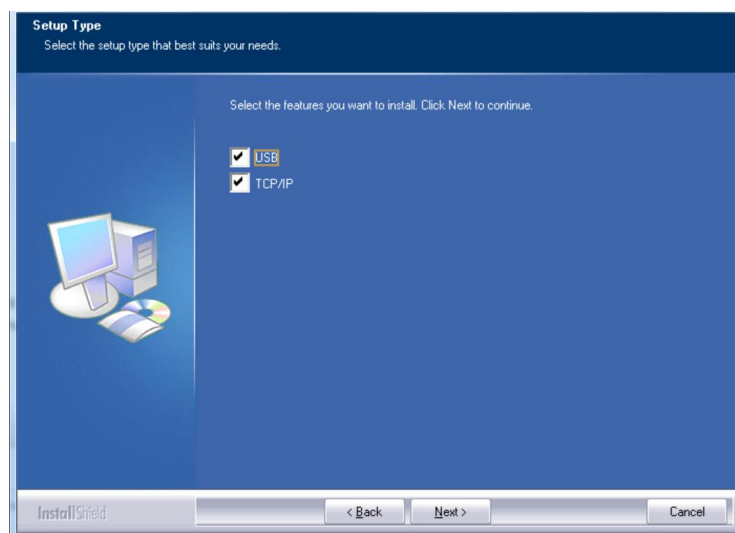 Setup Type
Select the setup type that best suits your needs.
Select the features you want to install. Click Next to continue.
USB
TCP/IP
InstallShield
< Back
Next >
Cancel